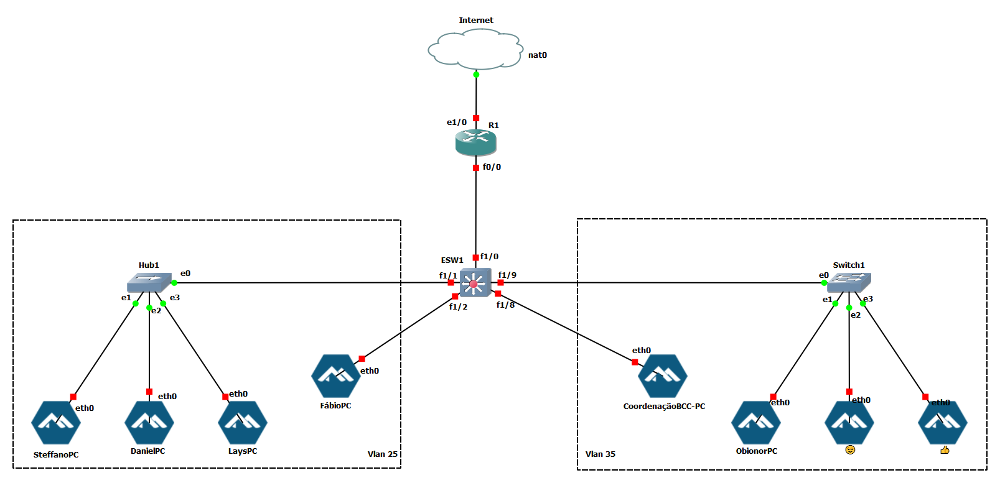 Internet
nat0
e1/0
R1
f0/0
ESW1
f1/0
Hub1
e0
f1/1
f1/9
e0
Switch1
e1
e2
e3
f1/2
f1/8
e1
e2
e3
eth0
eth0
eth0
eth0
eth0
eth0
eth0
eth0
FábioPC
CoordenaçãoBCC-PC
SteffanoPC
DanielPC
LaysPC
Vlan 25
Vlan 35
ObionorPC
😉
👍